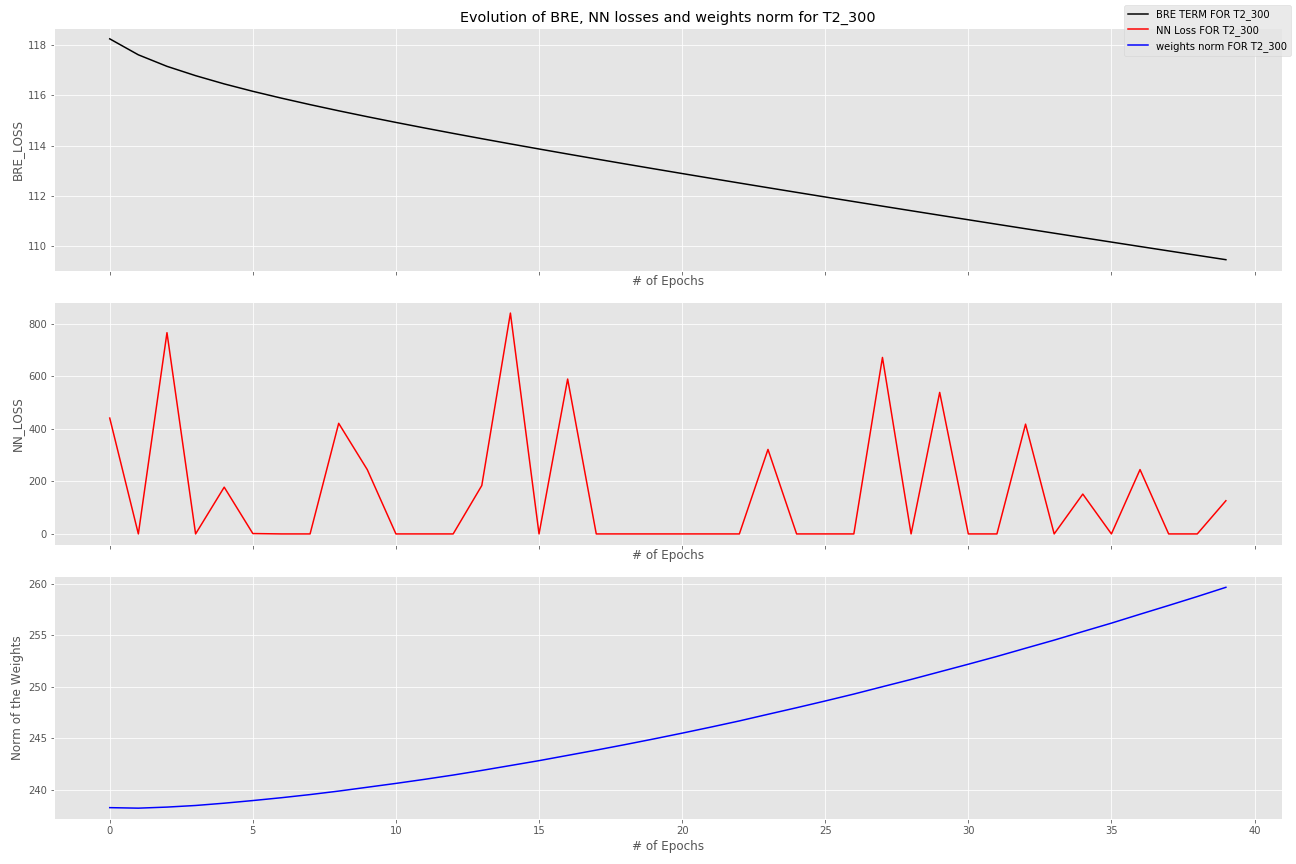 Evolution of BRE, NN losses and weights norm for T2_300
BRE TERM FOR T2_300
NN Loss FOR T2_300
weights norm FOR T2_300
118
116
114
112
110
BRE_LOSS
# of Epochs
800
600
400
200
0
NN_LOSS
# of Epochs
260
255
250
245
240
Norm of the Weights
0 5 10 15 20 25 30 35 40
# of Epochs